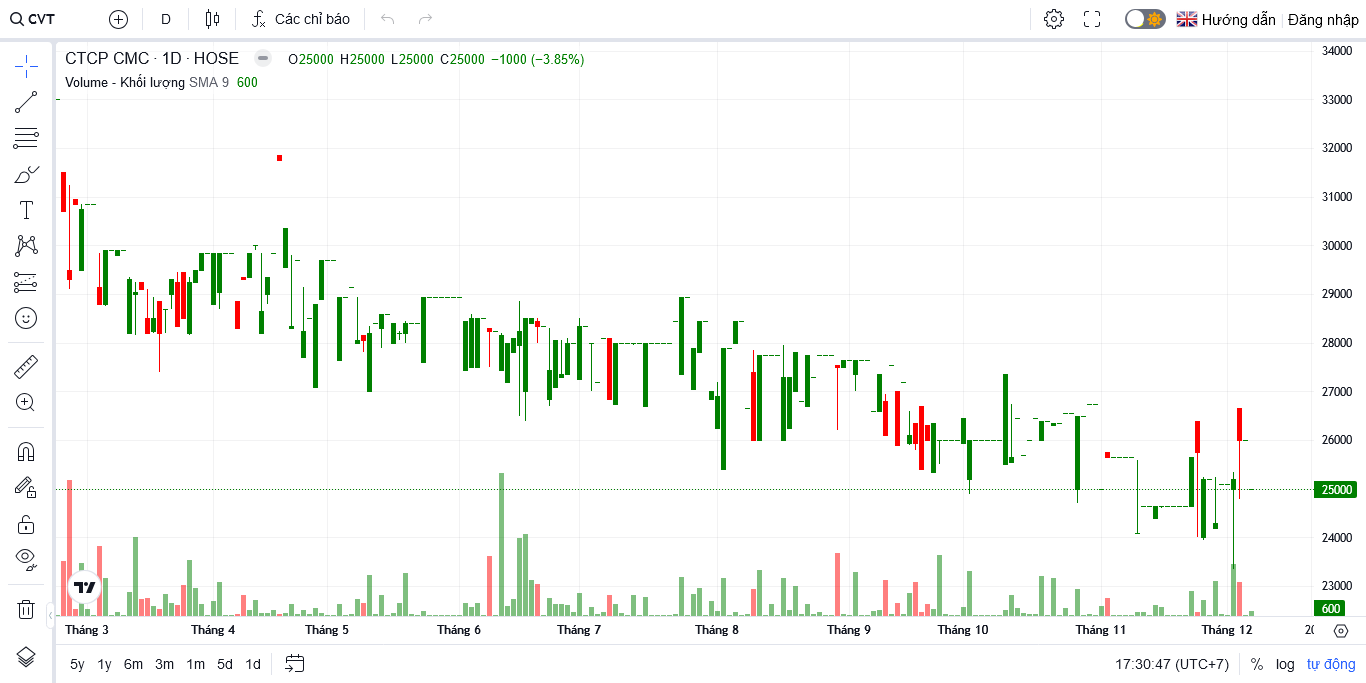 CVT D Các chỉ báo Hướng dẫn Đăng nhập
CTCP CMC · 1D · HOSE O25000 H25000 L25000 C25000 −1000 (−3.85%)
Volume - Khối lượng SMA 9 600
34000
33000
32000
31000
30000
29000
28000
27000
26000
25000
24000
23000
600
Tháng 3 Tháng 4 Tháng 5 Tháng 6 Tháng 7 Tháng 8 Tháng 9 Tháng 10 Tháng 11 Tháng 12
5y 1y 6m 3m 1m 5d 1d 17:30:47 (UTC+7) % log tự động